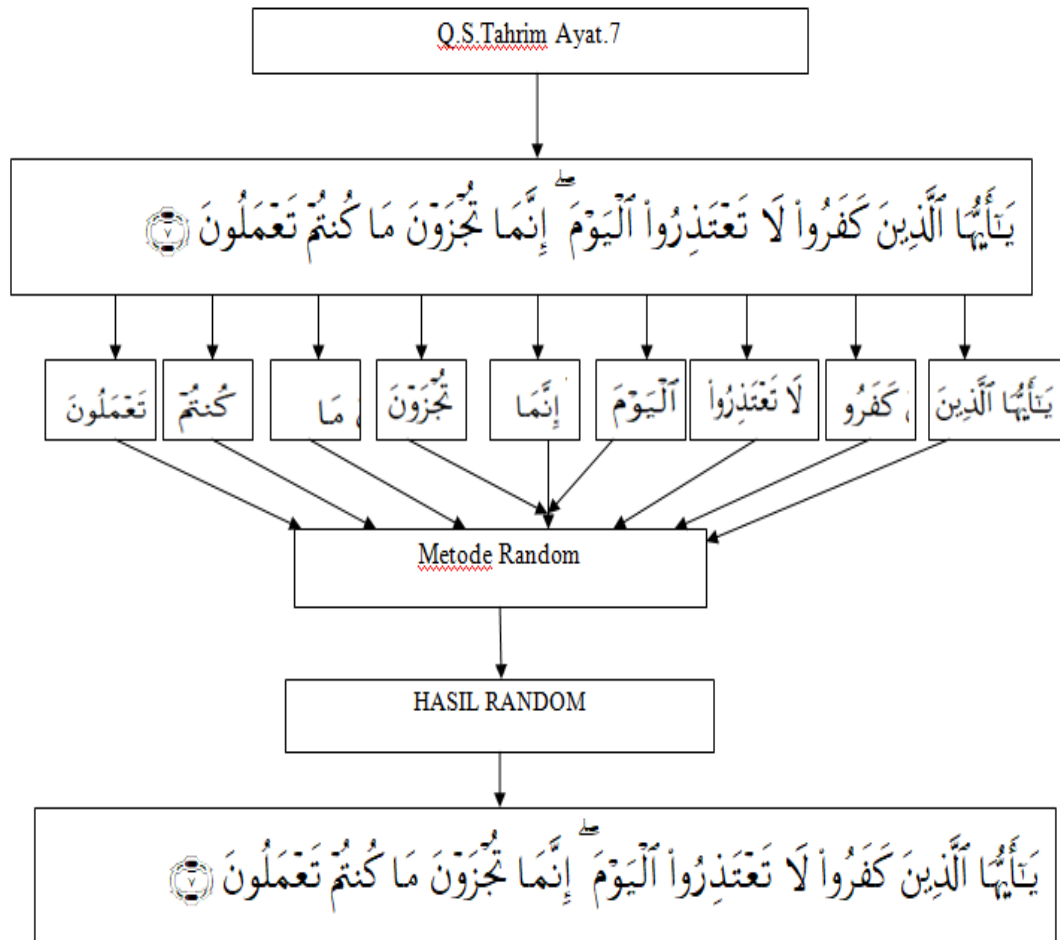 Q.S.Tahrim Ayat.7
يَـٰٓأَيُّهَا ٱلَّذِينَ كَفَرُوا۟ لَا تَعْتَذِرُوا۟ ٱلْيَوْمَ ۖ إِنَّمَا تُجْزَوْنَ مَا كُنتُمْ تَعْمَلُونَ ٧
يَـٰٓأَيُّهَا ٱلَّذِينَ
كَفَرُو
لَا تَعْتَذِرُوا۟
ٱلْيَوْمَ
إِنَّمَا
تُجْزَوْنَ
مَا
كُنتُمْ
تَعْمَلُونَ
Metode Random
HASIL RANDOM
يَـٰٓأَيُّهَا ٱلَّذِينَ كَفَرُوا۟ لَا تَعْتَذِرُوا۟ ٱلْيَوْمَ ۖ إِنَّمَا تُجْزَوْنَ مَا كُنتُمْ تَعْمَلُونَ ٧